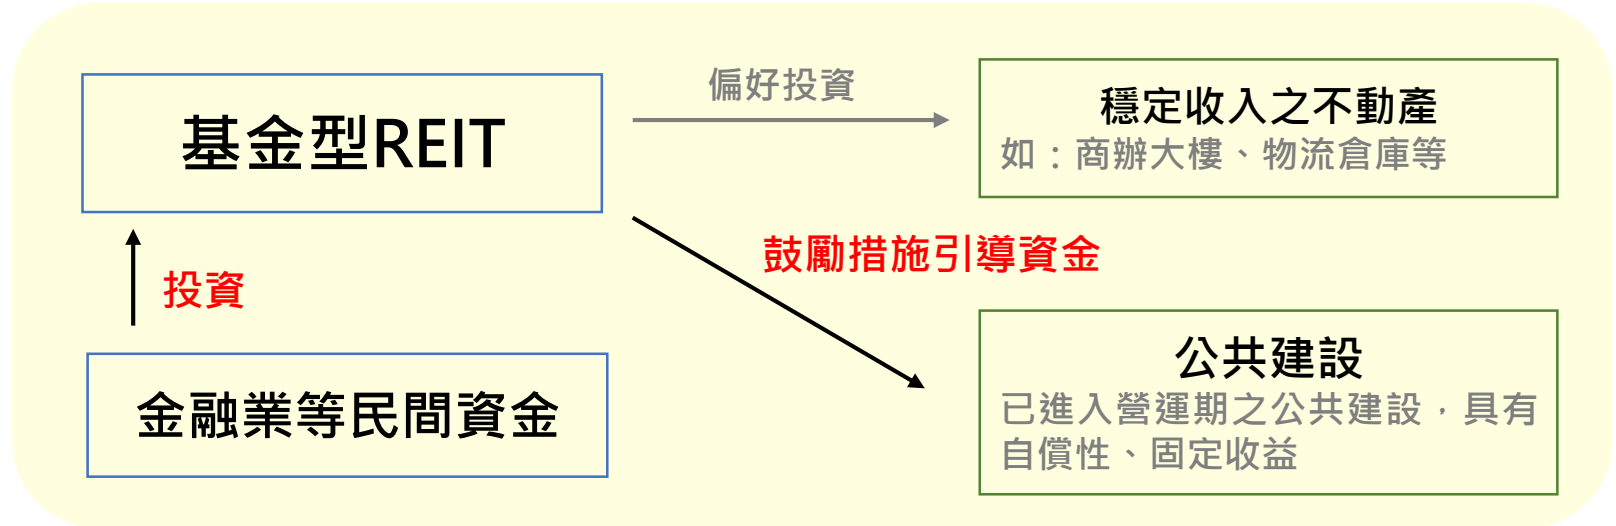 基金型REIT
偏好投資
穩定收入之不動產
如：商辦大樓、物流倉庫等
鼓勵措施引導資金
投資
金融業等民間資金
公共建設
已進入營運期之公共建設，具有
自償性、固定收益